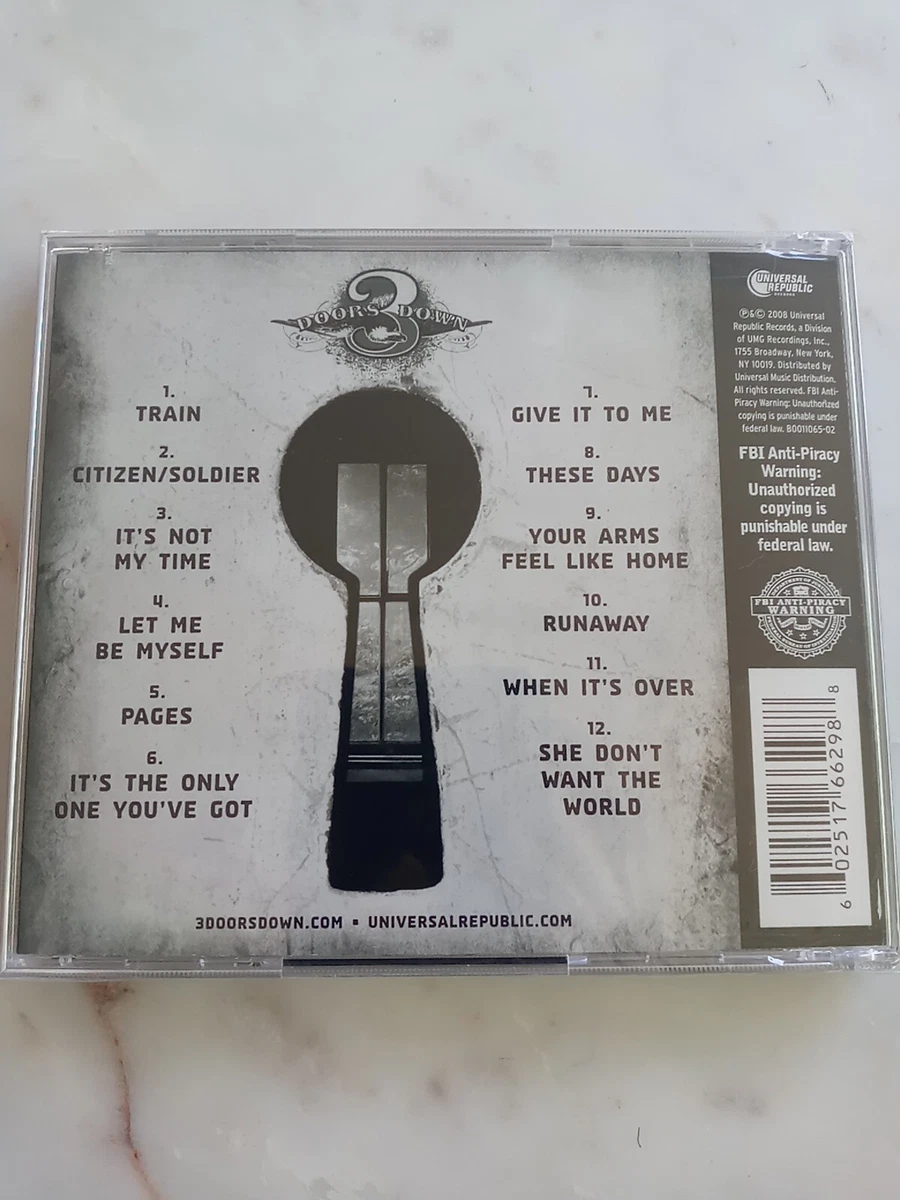 3
DOORS DOWN
1.
TRAIN
2.
CITIZEN/SOLDIER
3.
IT'S NOT
MY TIME
4.
LET ME
BE MYSELF
5.
PAGES
6.
IT'S THE ONLY
ONE YOU'VE GOT
7.
GIVE IT TO ME
8.
THESE DAYS
9.
YOUR ARMS
FEEL LIKE HOME
10.
RUNAWAY
11.
WHEN IT'S OVER
12.
SHE DON'T
WANT THE
WORLD
3DOORSDOWN.COM ▪ UNIVERSALREPUBLIC.COM
UNIVERSAL
REPUBLIC
RECORDS
℗&© 2008 Universal
Republic Records, a Division
of UMG Recordings, Inc.,
1755 Broadway, New York,
NY 10019. Distributed by
Universal Music Distribution.
All rights reserved. FBI Anti-
Piracy Warning: Unauthorized
copying is punishable under
federal law. B0011065-02
FBI Anti-Piracy
Warning:
Unauthorized
copying is
punishable under
federal law.
FBI ANTI-PIRACY
WARNING
6 02517 66298 8